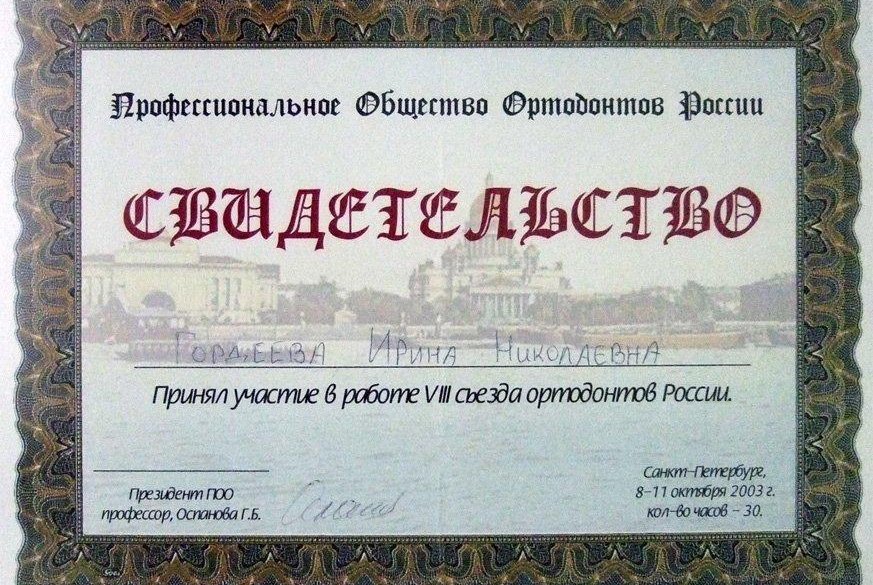 Профессиональное Общество Ортодонтов России
СВИДЕТЕЛЬСТВО
ГОРДЕЕВА ИРИНА НИКОЛАЕВНА
Принял участие в работе VIII съезда ортодонтов России.
Президент ПОО
профессор, Оспанова Г.Б.
Санкт-Петербург,
8-11 октября 2003 г.
кол-во часов - 30.